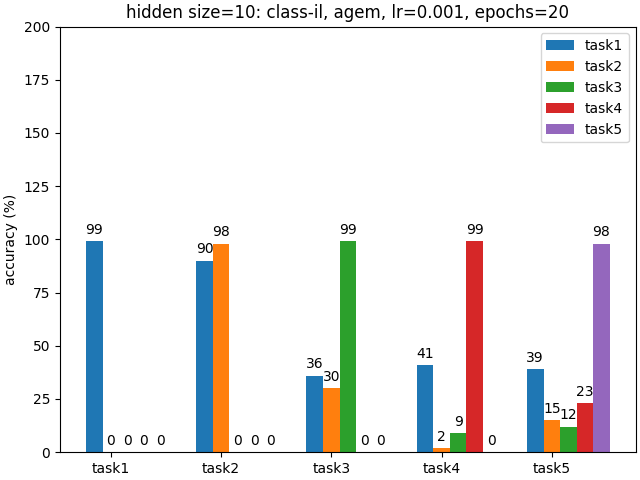 hidden size=10: class-il, agem, lr=0.001, epochs=20
accuracy (%)
200
175
150
125
100
75
50
25
0
task1
task2
task3
task4
task5
99
0 0 0 0
90 98
0 0 0
36 30 99
0 0
41 2 9 99 0
39 15 12 23 98
task1 task2 task3 task4 task5